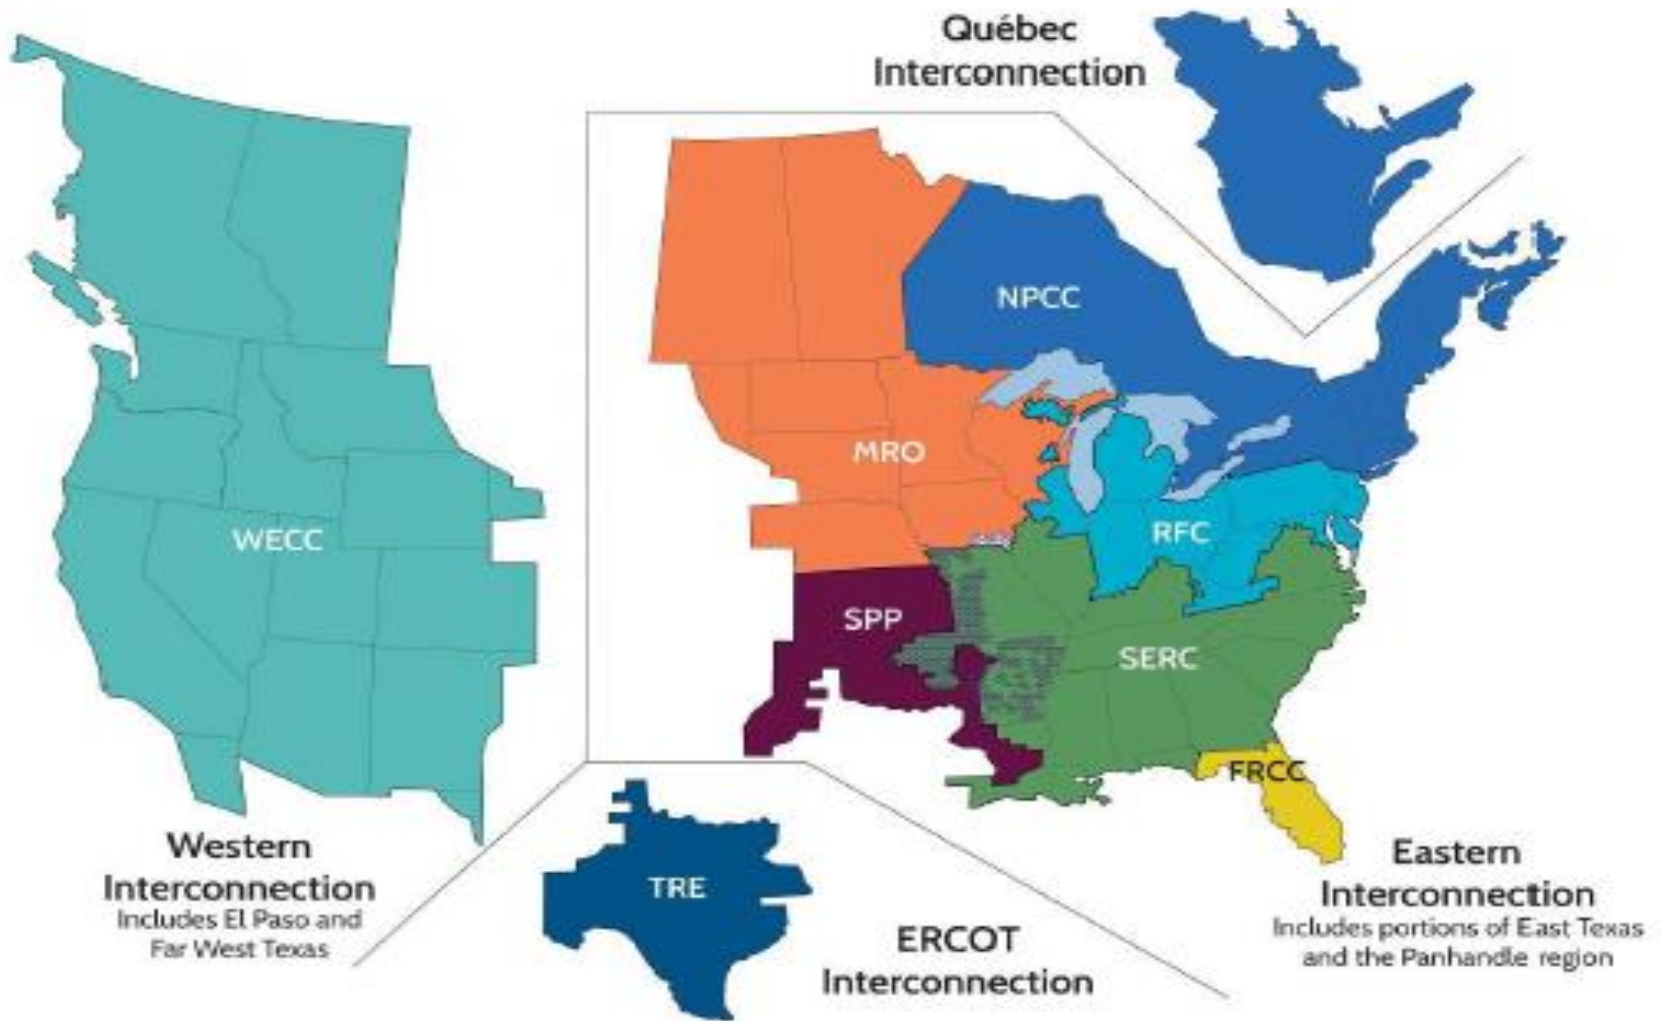 Québec
Interconnection
NPCC
MRO
WECC
RFC
SPP
SERC
FRCC
TRE
Western
Interconnection
Includes El Paso and
Far West Texas
ERCOT
Interconnection
Eastern
Interconnection
Includes portions of East Texas
and the Panhandle region